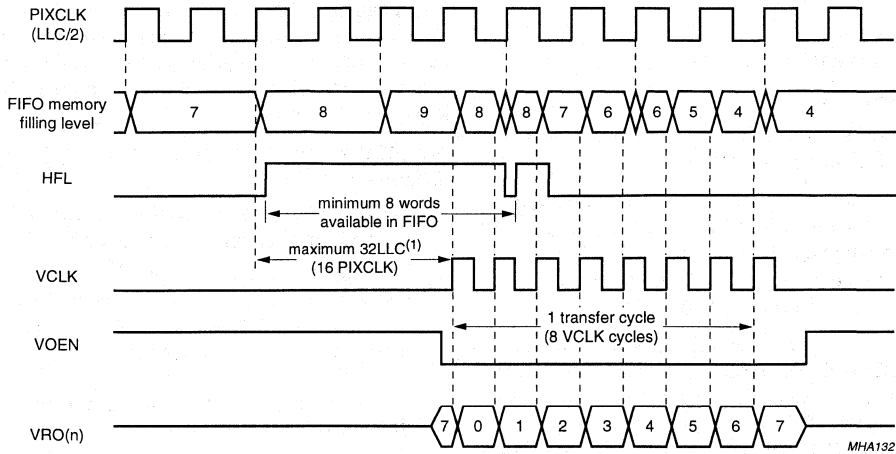 PIXCLK
(LLC/2)
FIFO memory
filling level
7 8 9 8 8 7 6 6 5 4 4
HFL
minimum 8 words
available in FIFO
maximum 32LLC(1)
(16 PIXCLK)
VCLK
1 transfer cycle
(8 VCLK cycles)
VOEN
VRO(n)
7 0 1 2 3 4 5 6 7
MHA132